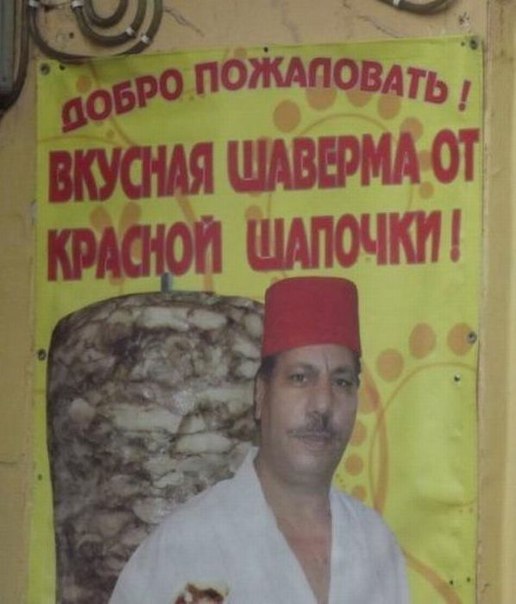 ДОБРО ПОЖАЛОВАТЬ!
ВКУСНАЯ ШАВЕРМА ОТ
КРАСНОЙ ШАПОЧКИ!